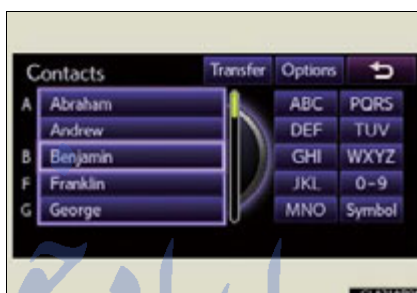 Contacts Transfer Options
A Abraham ABC PQRS
Andrew DEF TUV
B Benjamin GHI WXYZ
F Franklin JKL 0-9
G George MNO Symbol